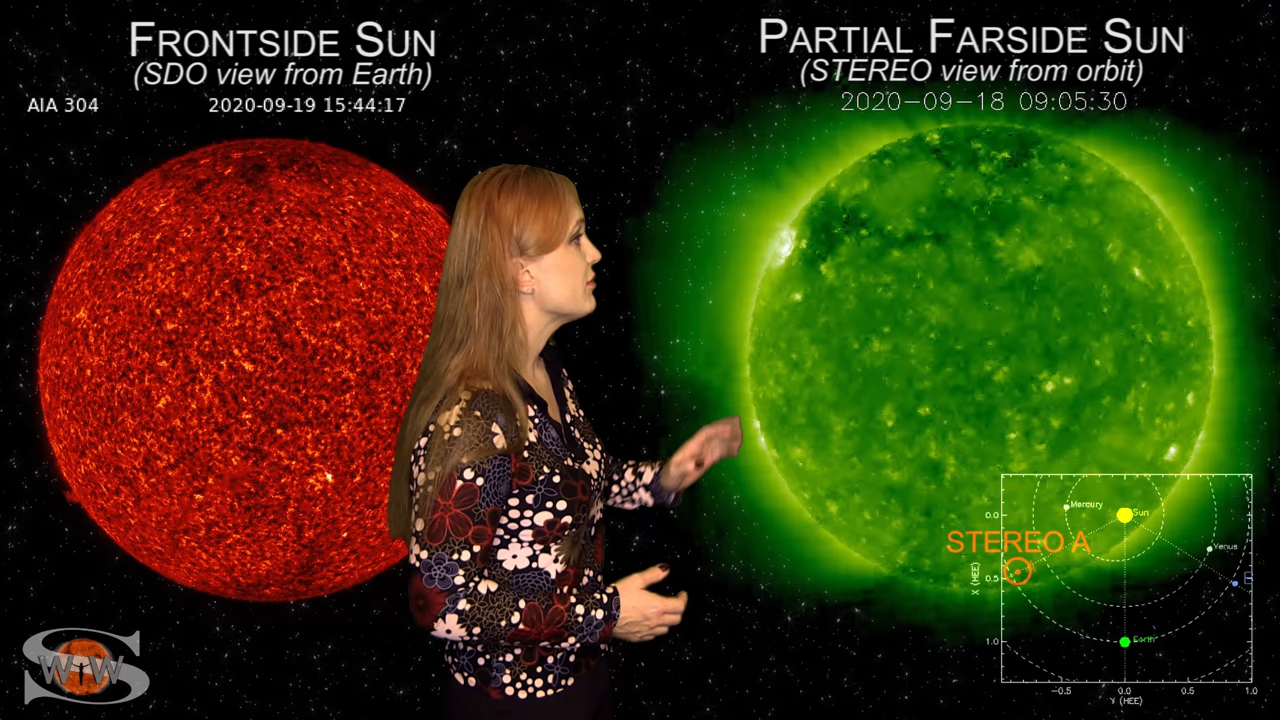 FRONTSIDE SUN
(SDO view from Earth)
AIA 304
2020-09-19 15:44:17
PARTIAL FARSIDE SUN
(STEREO view from orbit)
2020-09-18 09:05:30
Mercury
Sun
0.0
STEREO A
Venus
0.5
X (HEE)
1.0
Earth
-0.5 0.0 0.5 1.0
Y (HEE)
S
WTW